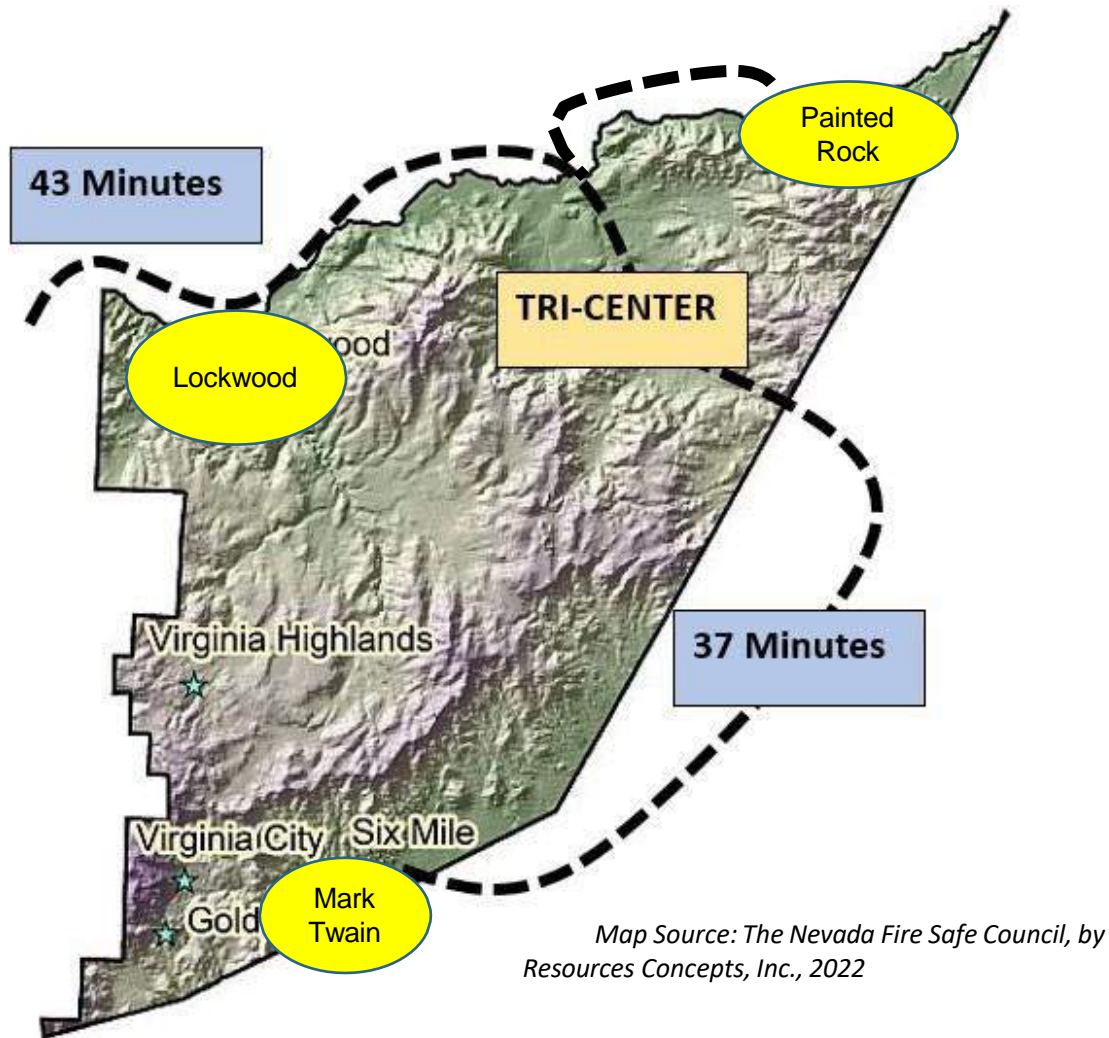 Painted
Rock
43 Minutes
TRI-CENTER
ood
Lockwood
Virginia Highlands
37 Minutes
Virginia City
Six Mile
Mark
Twain
Gold
Map Source: The Nevada Fire Safe Council, by
Resources Concepts, Inc., 2022